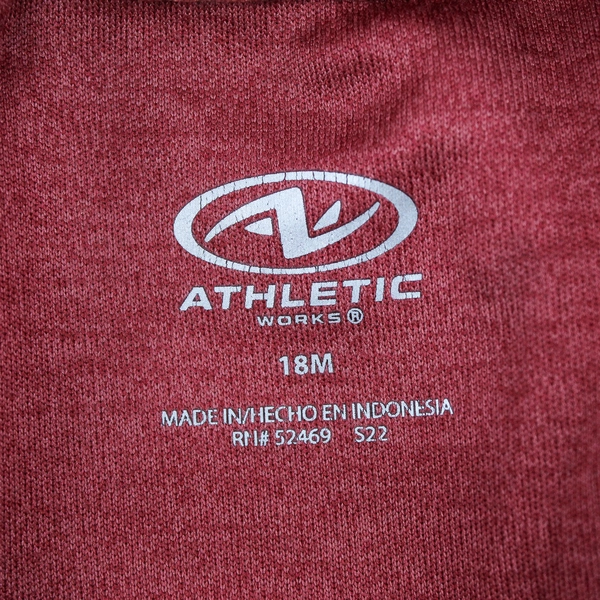 ATHLETIC
WORKS®
18M
MADE IN/HECHO EN INDONESIA
RN# 52469 S22